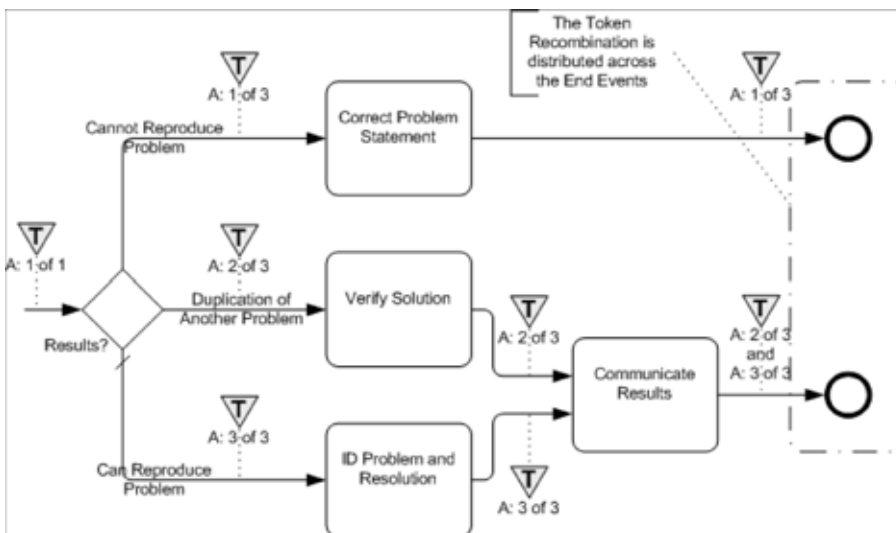 The Token
Recombination is
distributed across
the End Events
T
A: 1 of 3
T
A: 1 of 3
Cannot Reproduce
Problem
Correct Problem
Statement
T
A: 1 of 1
T
A: 2 of 3
Duplication of
Another Problem
Results?
Verify Solution
T
A: 2 of 3
T
A: 2 of 3
and
A: 3 of 3
Communicate
Results
T
A: 3 of 3
Can Reproduce
Problem
ID Problem and
Resolution
T
A: 3 of 3